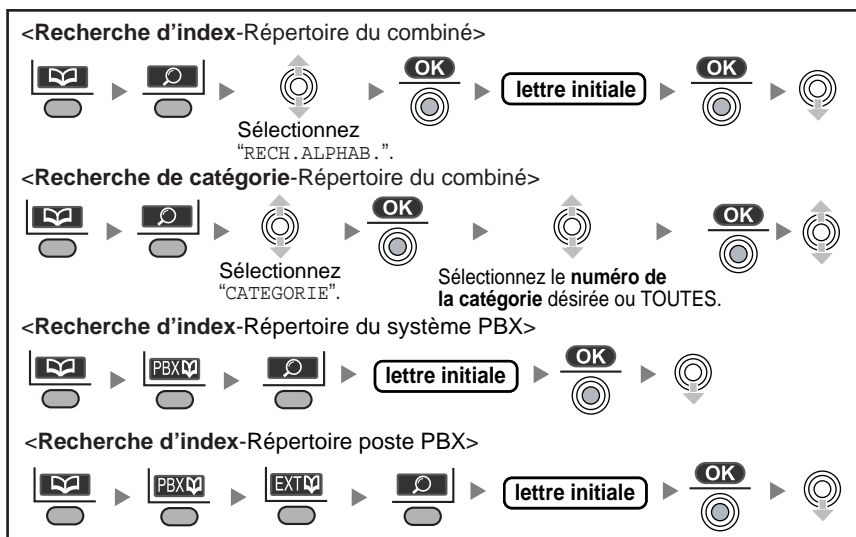 <Recherche d'index-Répertoire du combiné>
OK lettre initiale OK
Sélectionnez
"RECH.ALPHAB.".
<Recherche de catégorie-Répertoire du combiné>
OK OK
Sélectionnez
"CATEGORIE".
Sélectionnez le numéro de
la catégorie désirée ou TOUTES.
<Recherche d'index-Répertoire du système PBX>
PBX lettre initiale OK
<Recherche d'index-Répertoire poste PBX>
PBX EXT lettre initiale OK